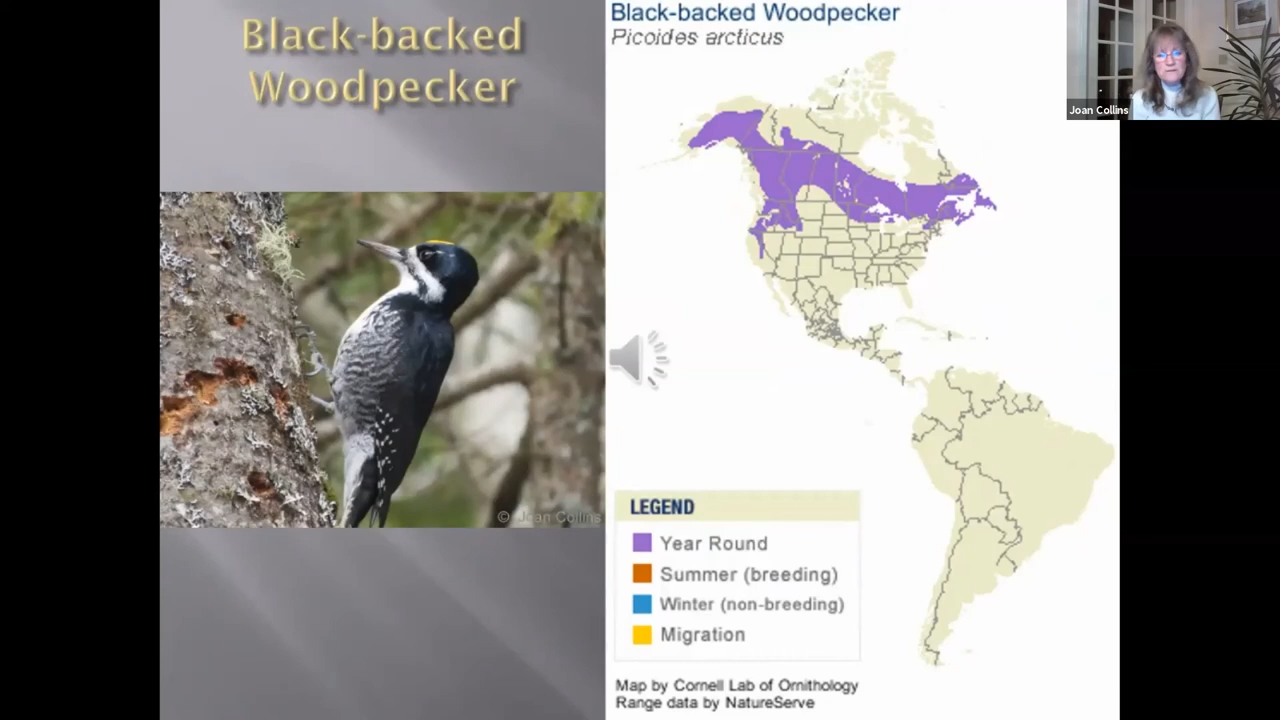 Black-backed
Woodpecker
© Joan Collins
Black-backed Woodpecker
Picoides arcticus
LEGEND
Year Round
Summer (breeding)
Winter (non-breeding)
Migration
Map by Cornell Lab of Ornithology
Range data by NatureServe
Joan Collins